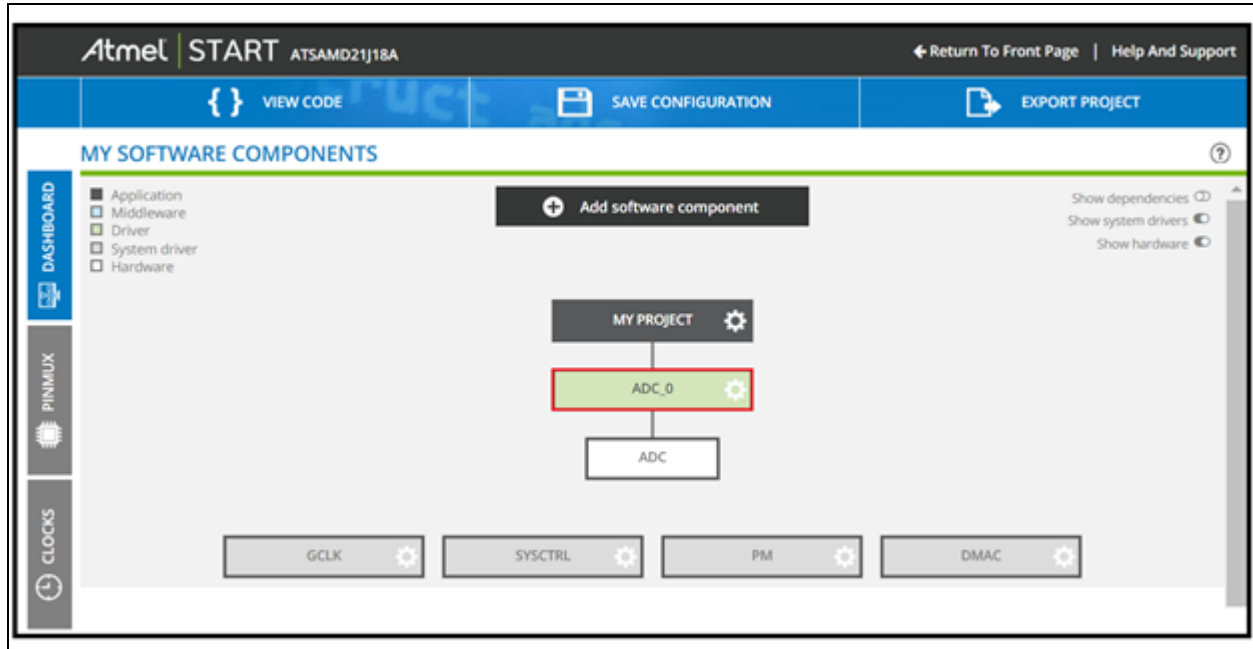 Atmel START ATSAMD21J18A
Return To Front Page | Help And Support
{ } VIEW CODE
SAVE CONFIGURATION
EXPORT PROJECT
MY SOFTWARE COMPONENTS
?
DASHBOARD
PINMUX
CLOCKS
Application
Middleware
Driver
System driver
Hardware
Add software component
Show dependencies
Show system drivers
Show hardware
MY PROJECT
ADC_0
ADC
GCLK
SYSCTRL
PM
DMAC